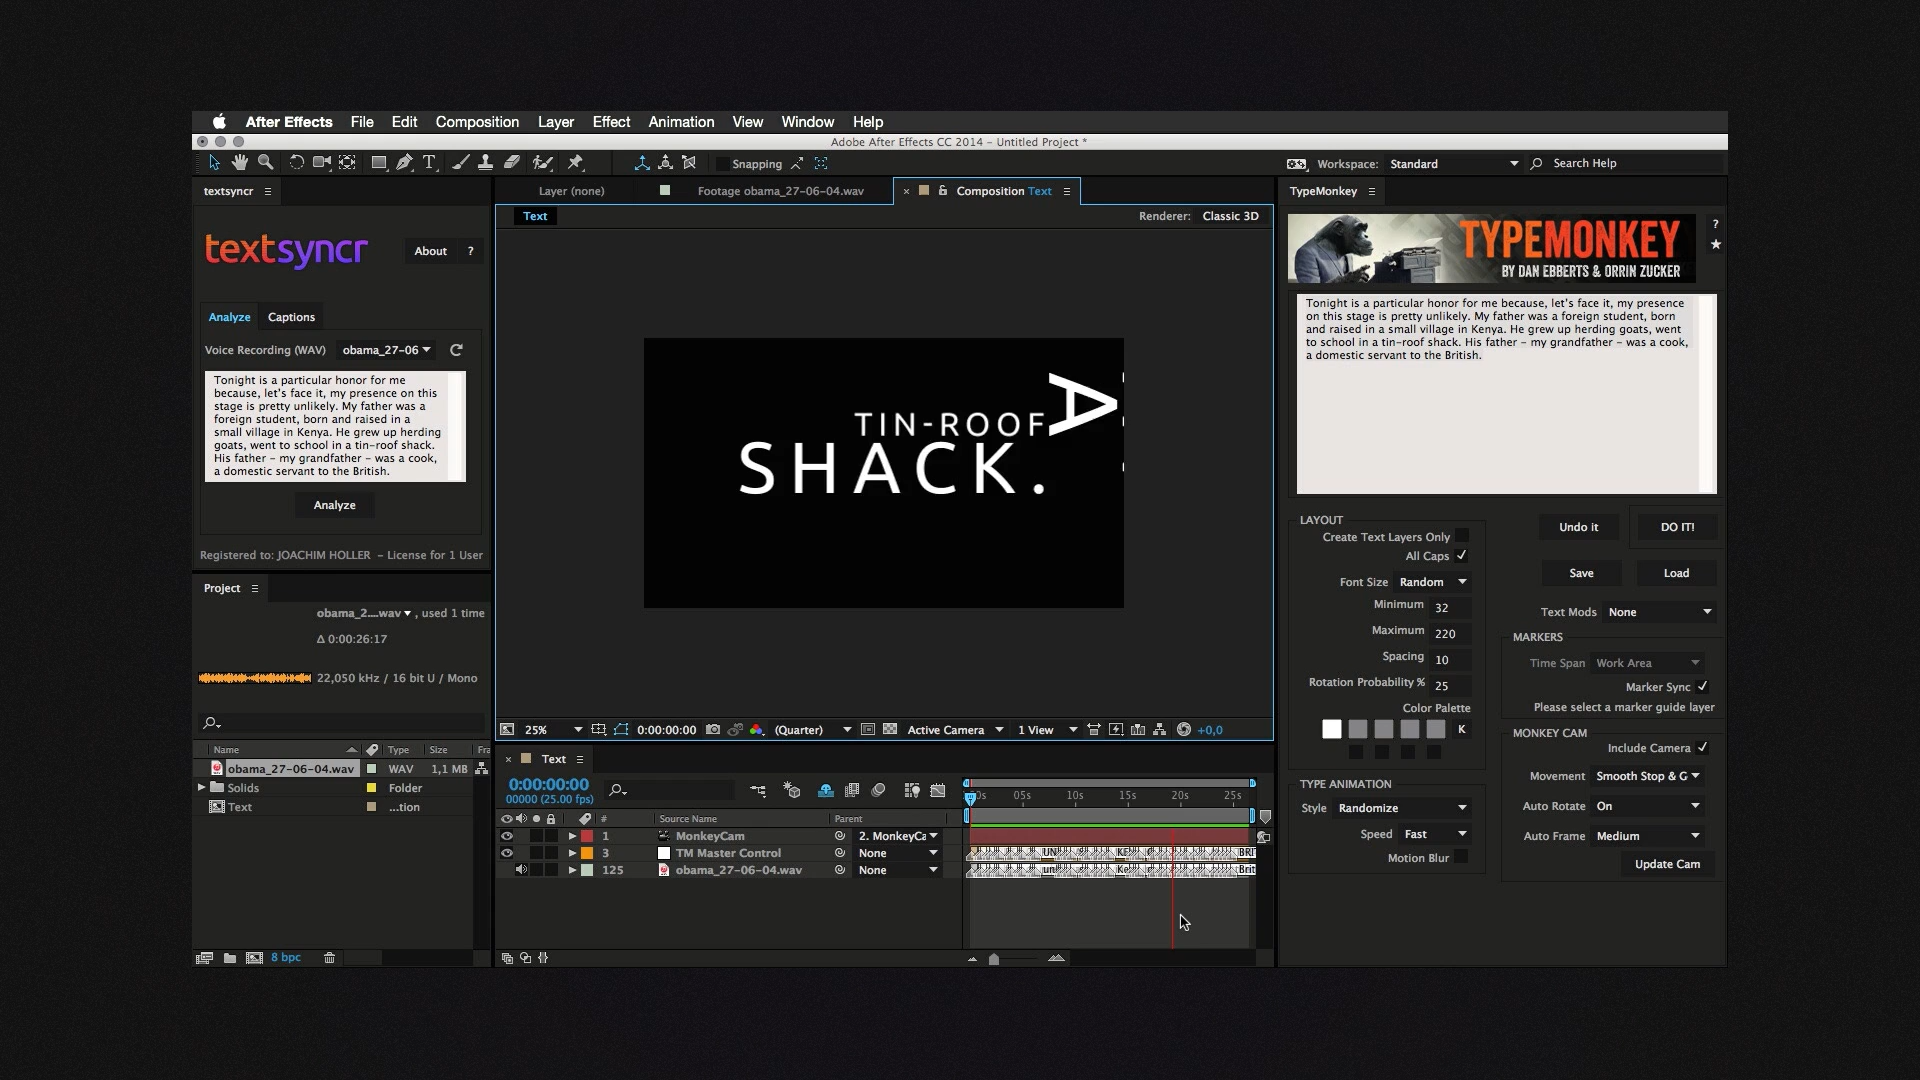 After Effects File Edit Composition Layer Effect Animation View Window Help
Adobe After Effects CC 2014 – Untitled Project *
Snapping
Workspace: Standard
Search Help
textsyncr
textsyncr
About ?
Analyze Captions
Voice Recording (WAV) obama_27-06
Tonight is a particular honor for me
because, let's face it, my presence on this
stage is pretty unlikely. My father was a
foreign student, born and raised in a
small village in Kenya. He grew up herding
goats, went to school in a tin-roof shack.
His father – my grandfather – was a cook,
a domestic servant to the British.
Analyze
Registered to: JOACHIM HOLLER – License for 1 User
Project
obama_2....wav , used 1 time
Δ 0:00:26:17
22,050 kHz / 16 bit U / Mono
Name Type Size Fra
obama_27-06-04.wav WAV 1,1 MB
Solids Folder
Text ...tion
8 bpc
Layer (none)
Footage obama_27-06-04.wav
× Composition Text
Text
Renderer: Classic 3D
A
TIN-ROOF
SHACK.
25% 0:00:00:00 (Quarter) Active Camera 1 View +0,0
× Text
0:00:00:00
00000 (25.00 fps)
05s 10s 15s 20s 25s
# Source Name Parent
1 MonkeyCam 2. MonkeyCa
3 TM Master Control None
125 obama_27-06-04.wav None
UN KE BRI
un Ke Brit
TypeMonkey
TYPEMONKEY
BY DAN EBBERTS & ORRIN ZUCKER
?
Tonight is a particular honor for me because, let's face it, my presence
on this stage is pretty unlikely. My father was a foreign student, born
and raised in a small village in Kenya. He grew up herding goats, went
to school in a tin-roof shack. His father – my grandfather – was a cook,
a domestic servant to the British.
LAYOUT
Create Text Layers Only
All Caps
Font Size Random
Minimum 32
Maximum 220
Spacing 10
Rotation Probability % 25
Color Palette
K
TYPE ANIMATION
Style Randomize
Speed Fast
Motion Blur
Undo it DO IT!
Save Load
Text Mods None
MARKERS
Time Span Work Area
Marker Sync
Please select a marker guide layer
MONKEY CAM
Include Camera
Movement Smooth Stop & G
Auto Rotate On
Auto Frame Medium
Update Cam